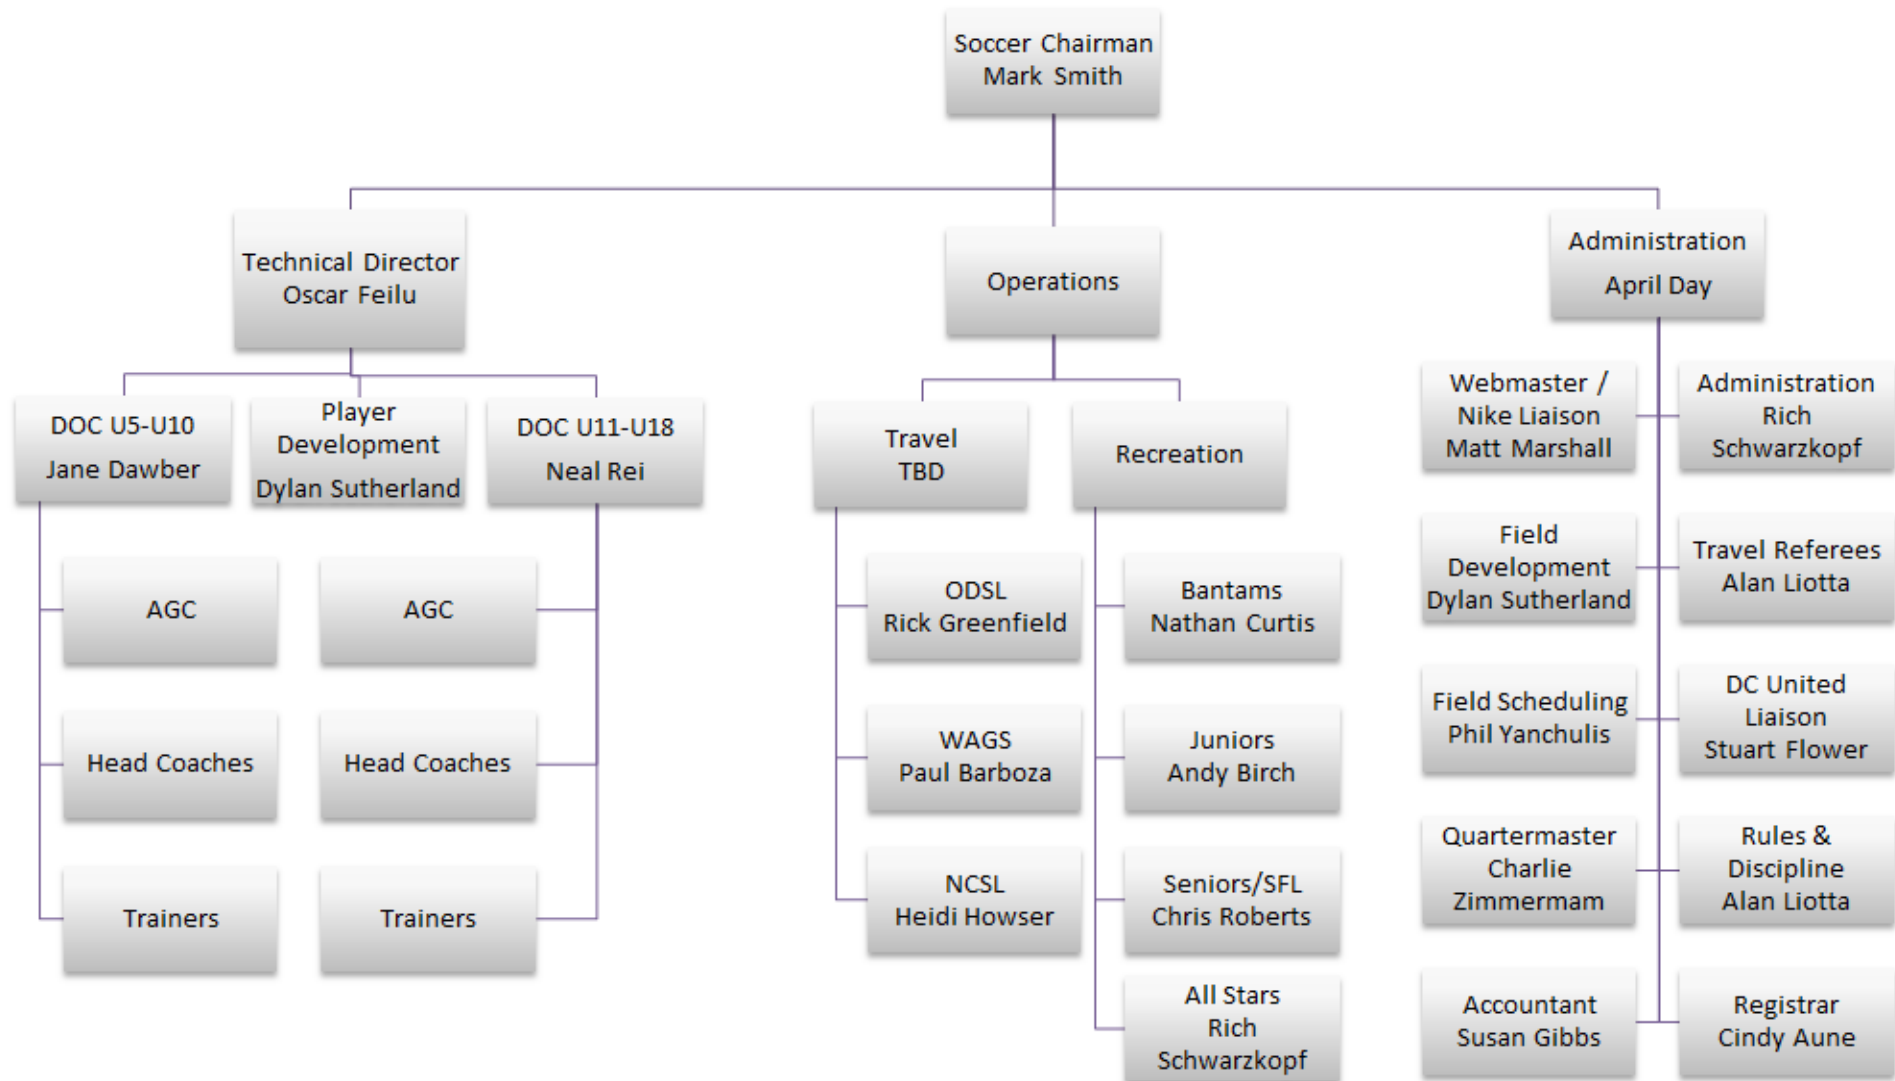 Soccer Chairman
Mark Smith
Technical Director
Oscar Feilu
Operations
Administration
April Day
DOC U5-U10
Jane Dawber
Player
Development
Dylan Sutherland
DOC U11-U18
Neal Rei
Travel
TBD
Recreation
Webmaster /
Nike Liaison
Matt Marshall
Administration
Rich
Schwarzkopf
AGC
AGC
ODSL
Rick Greenfield
Bantams
Nathan Curtis
Field
Development
Dylan Sutherland
Travel Referees
Alan Liotta
Head Coaches
Head Coaches
WAGS
Paul Barboza
Juniors
Andy Birch
Field Scheduling
Phil Yanchulis
DC United
Liaison
Stuart Flower
Trainers
Trainers
NCSL
Heidi Howser
Seniors/SFL
Chris Roberts
Quartermaster
Charlie
Zimmermam
Rules &
Discipline
Alan Liotta
All Stars
Rich
Schwarzkopf
Accountant
Susan Gibbs
Registrar
Cindy Aune